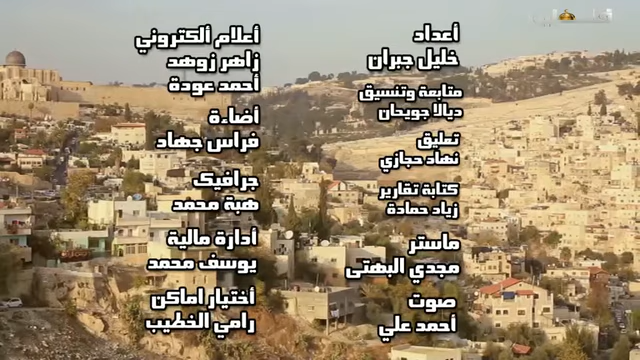 أعداد
خليل جبران
متابعة وتنسيق
ديالا جويحان
تعليق
نهاد حجازي
كتابة تقارير
زياد حمادة
ماستر
مجدي البهتى
صوت
أحمد علي
أعلام ألكتروني
زاهر زوهد
أحمد عودة
أضاءة
فراس جهاد
جرافيك
هبة محمد
أدارة مالية
يوسف محمد
أختيار اماكن
رامي الخطيب